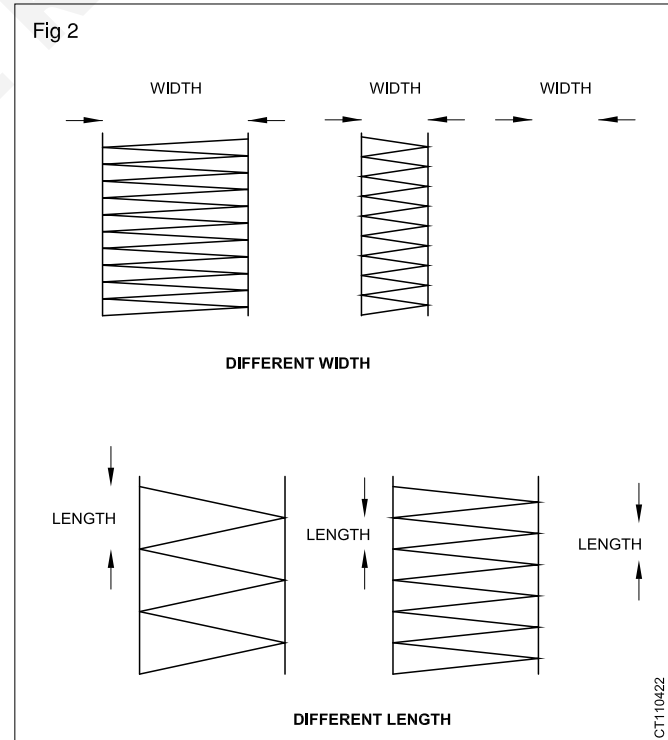 Fig 2
WIDTH WIDTH WIDTH
DIFFERENT WIDTH
LENGTH LENGTH LENGTH
DIFFERENT LENGTH
CT110422